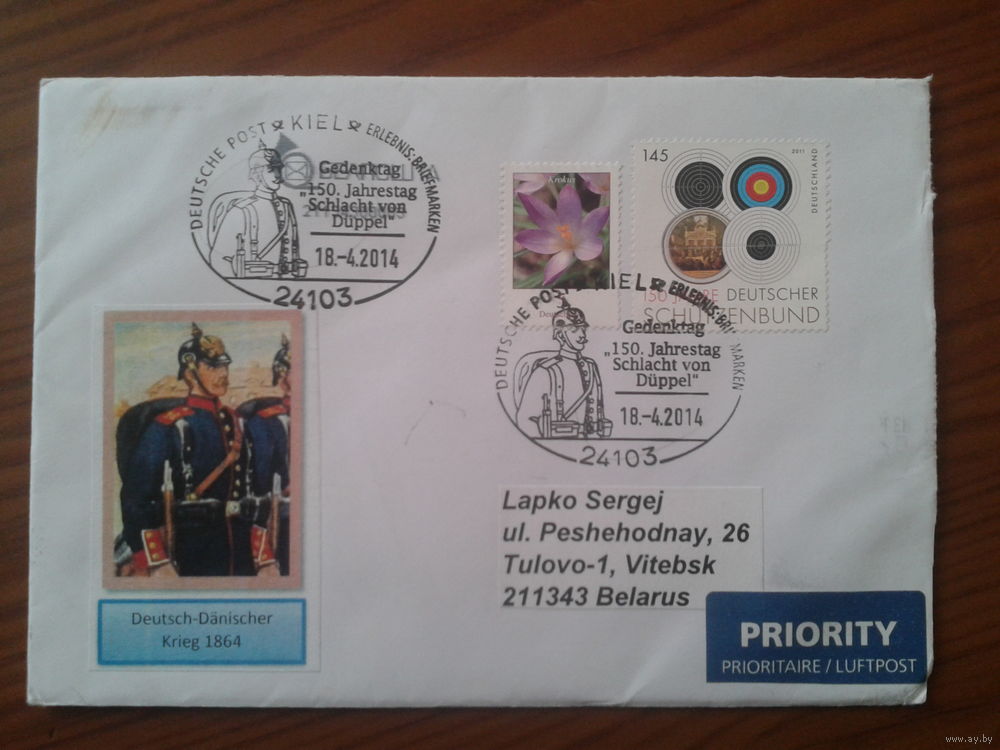 DEUTSCHE POST KIEL ERLEBNIS:BRIEFMARKEN
Gedenktag
"150. Jahrestag
Schlacht von
Düppel"
18.-4.2014
24103
Krokus
145
2011
DEUTSCHLAND
150 JAHRE DEUTSCHER
SCHÜTZENBUND
DEUTSCHE POST KIEL ERLEBNIS:BRIEFMARKEN
Gedenktag
"150. Jahrestag
Schlacht von
Düppel"
18.-4.2014
24103
Deutsch-Dänischer
Krieg 1864
Lapko Sergej
ul. Peshehodnay, 26
Tulovo-1, Vitebsk
211343 Belarus
PRIORITY
PRIORITAIRE / LUFTPOST
www.ay.by